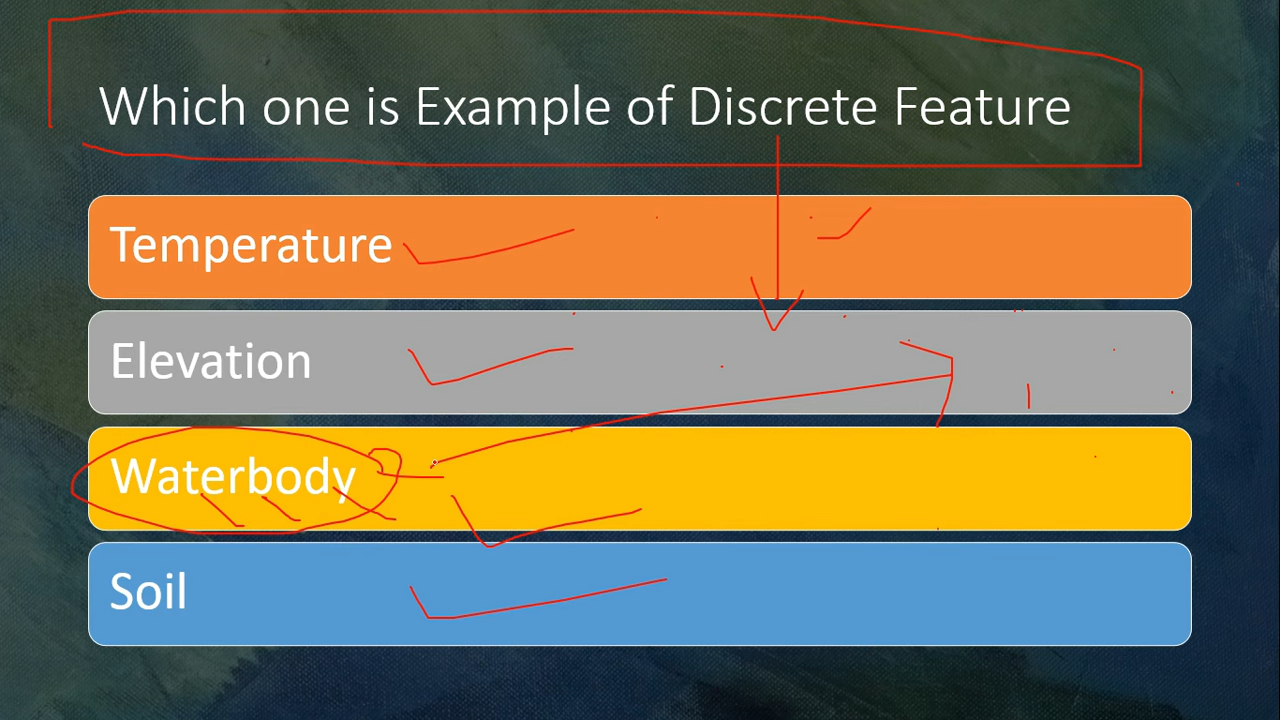 Which one is Example of Discrete Feature
Temperature
Elevation
Waterbody
Soil